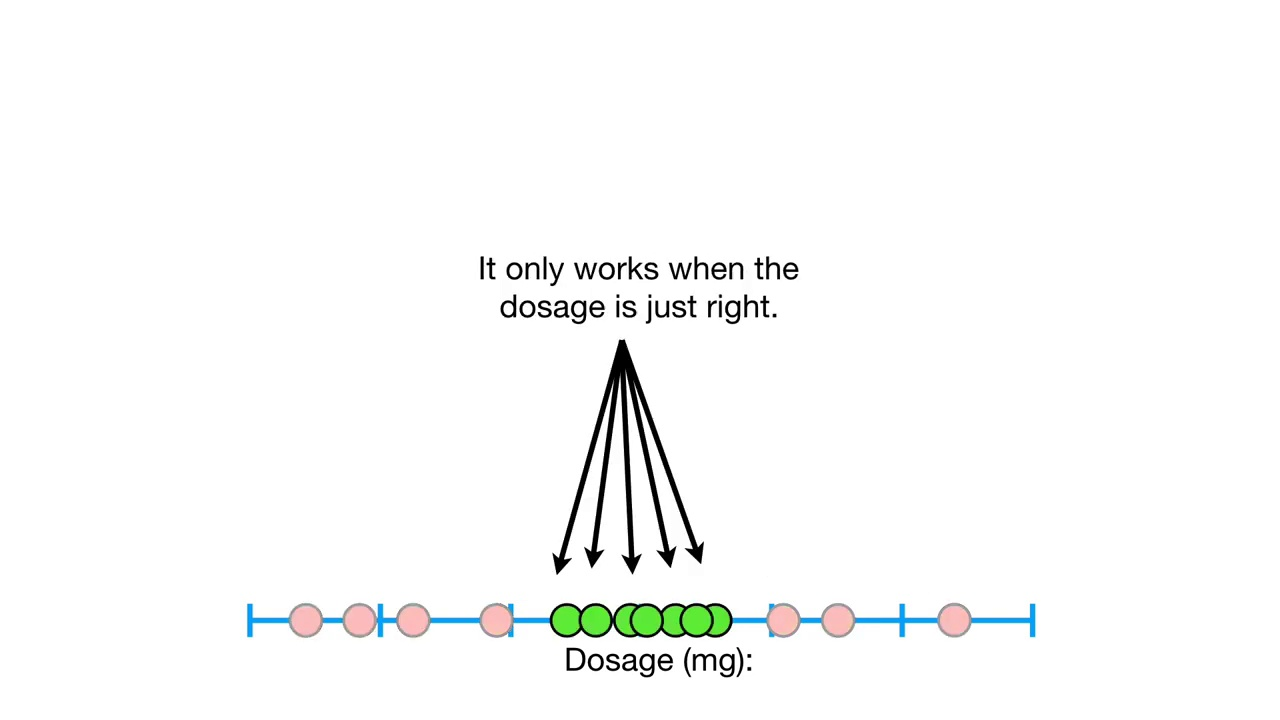 It only works when the
dosage is just right.
Dosage (mg):